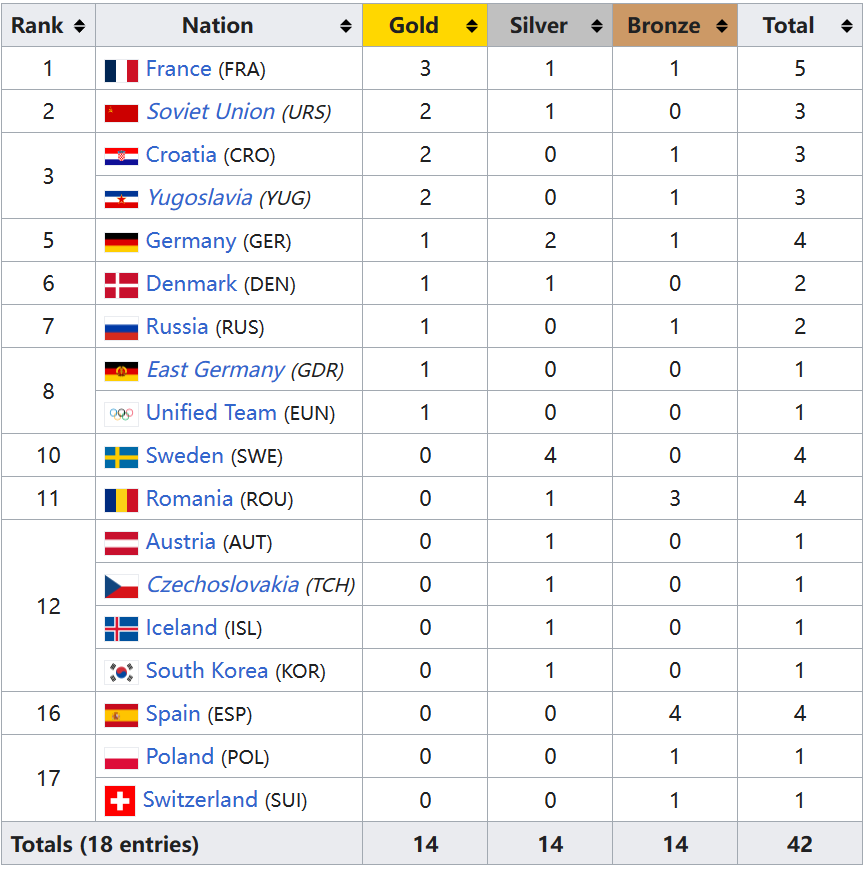 Rank Nation Gold Silver Bronze Total
1 France (FRA) 3 1 1 5
2 Soviet Union (URS) 2 1 0 3
3 Croatia (CRO) 2 0 1 3
Yugoslavia (YUG) 2 0 1 3
5 Germany (GER) 1 2 1 4
6 Denmark (DEN) 1 1 0 2
7 Russia (RUS) 1 0 1 2
8 East Germany (GDR) 1 0 0 1
Unified Team (EUN) 1 0 0 1
10 Sweden (SWE) 0 4 0 4
11 Romania (ROU) 0 1 3 4
12 Austria (AUT) 0 1 0 1
Czechoslovakia (TCH) 0 1 0 1
Iceland (ISL) 0 1 0 1
South Korea (KOR) 0 1 0 1
16 Spain (ESP) 0 0 4 4
17 Poland (POL) 0 0 1 1
Switzerland (SUI) 0 0 1 1
Totals (18 entries) 14 14 14 42